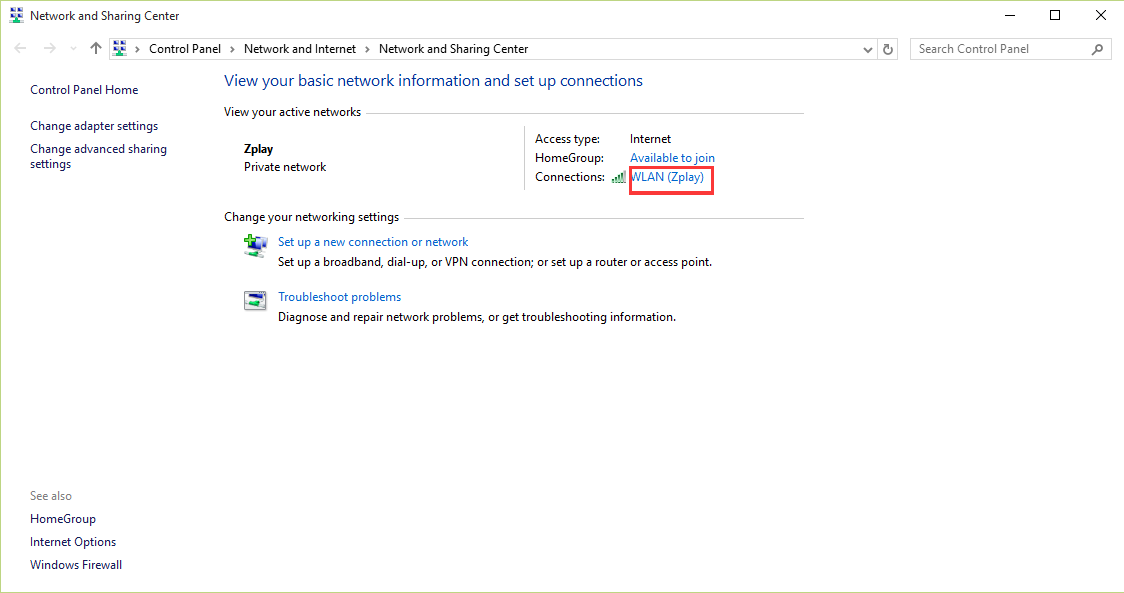 Network and Sharing Center
Control Panel > Network and Internet > Network and Sharing Center
Search Control Panel
Control Panel Home
Change adapter settings
Change advanced sharing
settings
View your basic network information and set up connections
View your active networks
Zplay
Private network
Access type: Internet
HomeGroup: Available to join
Connections: WLAN (Zplay)
Change your networking settings
Set up a new connection or network
Set up a broadband, dial-up, or VPN connection; or set up a router or access point.
Troubleshoot problems
Diagnose and repair network problems, or get troubleshooting information.
See also
HomeGroup
Internet Options
Windows Firewall